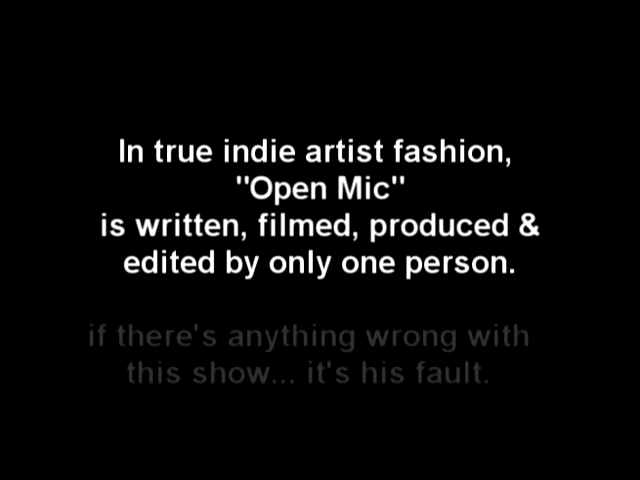 In true indie artist fashion,
"Open Mic"
is written, filmed, produced &
edited by only one person.
if there's anything wrong with
this show... it's his fault.